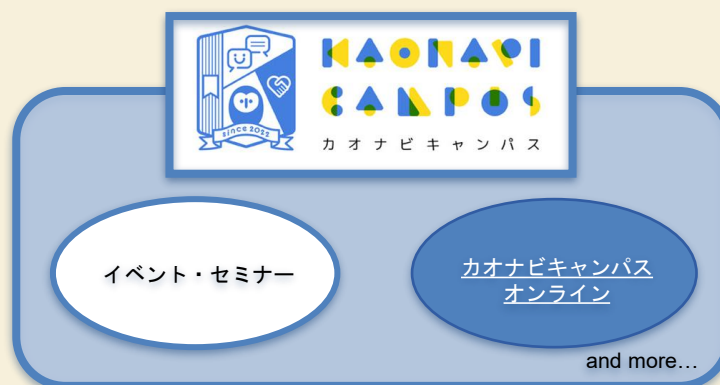 KAONAVI
CAMPUS
since 2022
カオナビキャンパス
イベント・セミナー
カオナビキャンパス
オンライン
and more…